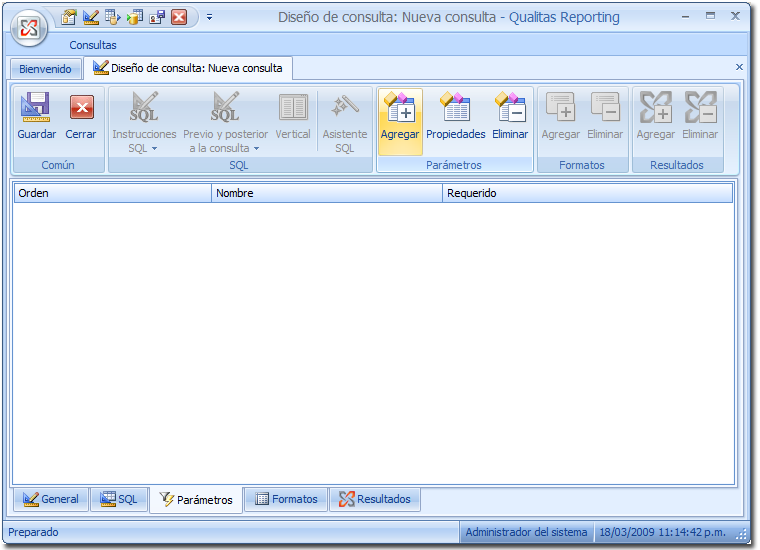 Diseño de consulta: Nueva consulta - Qualitas Reporting
Consultas
Bienvenido
Diseño de consulta: Nueva consulta
Guardar
Cerrar
Común
SQL
Instrucciones
SQL
SQL
Previo y posterior
a la consulta
Vertical
Asistente
SQL
SQL
Agregar
Propiedades
Eliminar
Parámetros
Agregar
Eliminar
Formatos
Agregar
Eliminar
Resultados
Orden
Nombre
Requerido
General
SQL
Parámetros
Formatos
Resultados
Preparado
Administrador del sistema
18/03/2009 11:14:42 p.m.